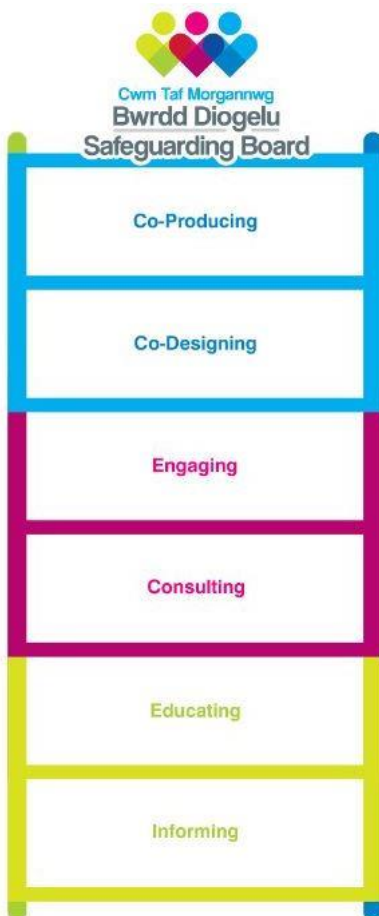 Cwm Taf Morgannwg
Bwrdd Diogelu
Safeguarding Board
Co-Producing
Co-Designing
Engaging
Consulting
Educating
Informing